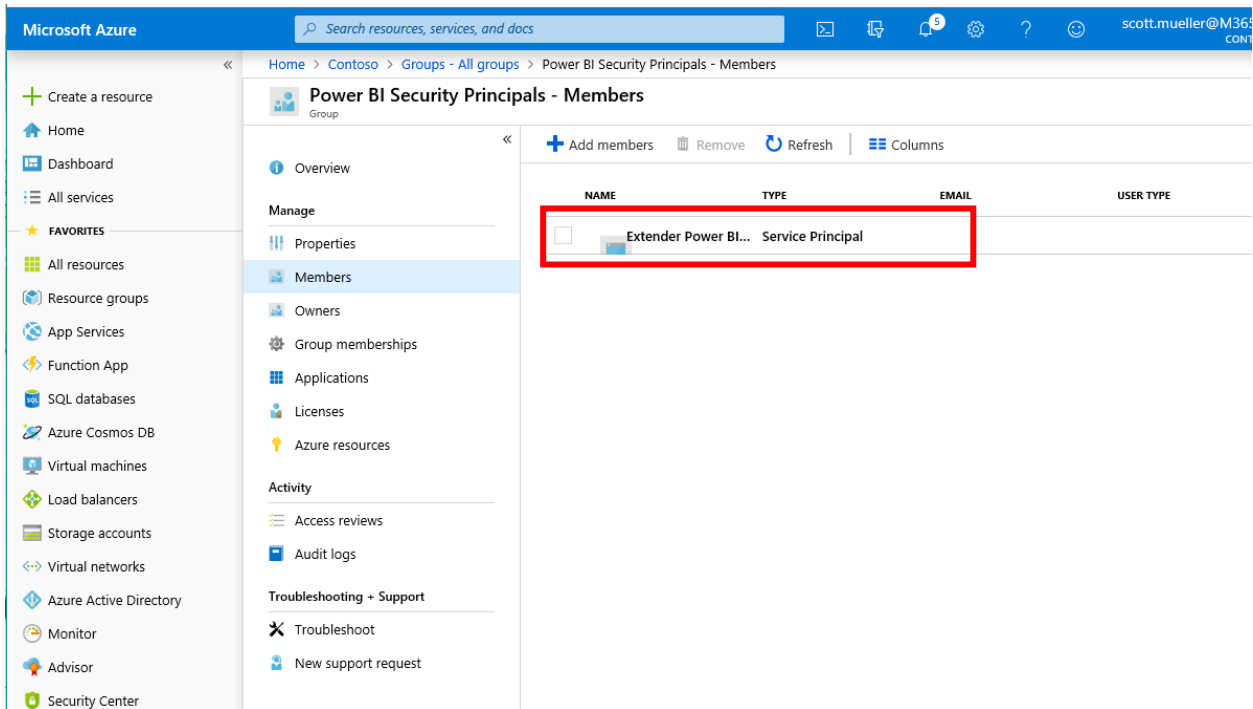 Microsoft Azure
Search resources, services, and docs
5
scott.mueller@M365
CONT
«
Home > Contoso > Groups - All groups > Power BI Security Principals - Members
Power BI Security Principals - Members
Group
Create a resource
Home
Dashboard
All services
FAVORITES
All resources
Resource groups
App Services
Function App
SQL databases
Azure Cosmos DB
Virtual machines
Load balancers
Storage accounts
Virtual networks
Azure Active Directory
Monitor
Advisor
Security Center
«
Overview
Manage
Properties
Members
Owners
Group memberships
Applications
Licenses
Azure resources
Activity
Access reviews
Audit logs
Troubleshooting + Support
Troubleshoot
New support request
Add members Remove Refresh Columns
NAME TYPE EMAIL USER TYPE
Extender Power BI... Service Principal